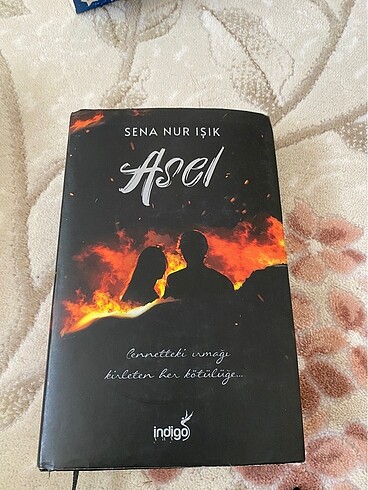 SENA NUR IŞIK
Asel
Cennetteki ırmağı
kirleten her kötülüğe...
indigo